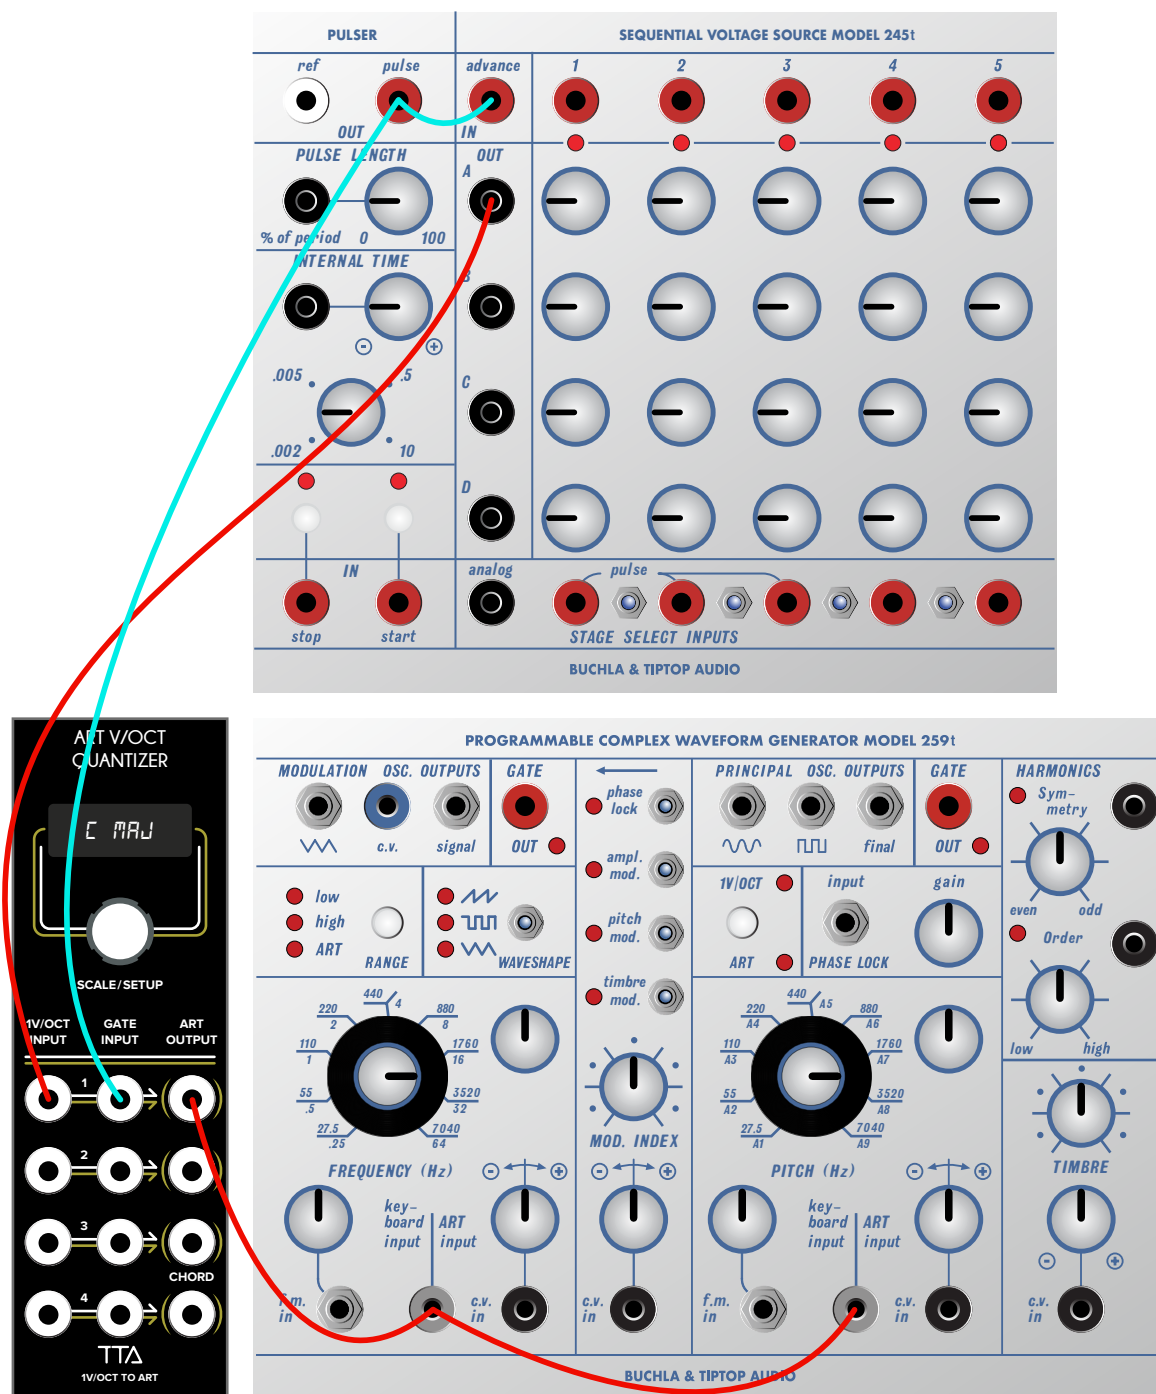 PULSER
SEQUENTIAL VOLTAGE SOURCE MODEL 245t
ref
pulse
advance
1
2
3
4
5
OUT
IN
PULSE LENGTH
OUT
A
% of period
0
100
INTERNAL TIME
B
-
+
.005
.5
C
.002
10
D
IN
analog
pulse
stop
start
STAGE SELECT INPUTS
BUCHLA & TIPTOP AUDIO
ART V/OCT
QUANTIZER
C MAJ
SCALE/SETUP
1V/OCT
INPUT
GATE
INPUT
ART
OUTPUT
1
2
3
CHORD
4
TTA
1V/OCT TO ART
PROGRAMMABLE COMPLEX WAVEFORM GENERATOR MODEL 259t
MODULATION OSC. OUTPUTS
GATE
c.v.
signal
OUT
phase
lock
PRINCIPAL OSC. OUTPUTS
GATE
final
OUT
HARMONICS
Sym-
metry
even
odd
low
high
ART
RANGE
WAVESHAPE
ampl.
mod.
pitch
mod.
timbre
mod.
1V/OCT
ART
input
PHASE LOCK
gain
Order
low
high
440
4
220
2
880
8
110
1
1760
16
55
.5
3520
32
27.5
.25
7040
64
FREQUENCY (Hz)
MOD. INDEX
440
A5
220
A4
880
A6
110
A3
1760
A7
55
A2
3520
A8
27.5
A1
7040
A9
PITCH (Hz)
TIMBRE
-
+
-
+
-
+
-
+
key-
board
input
ART
input
key-
board
input
ART
input
f.m.
in
c.v.
in
c.v.
in
f.m.
in
c.v.
in
c.v.
in
BUCHLA & TIPTOP AUDIO